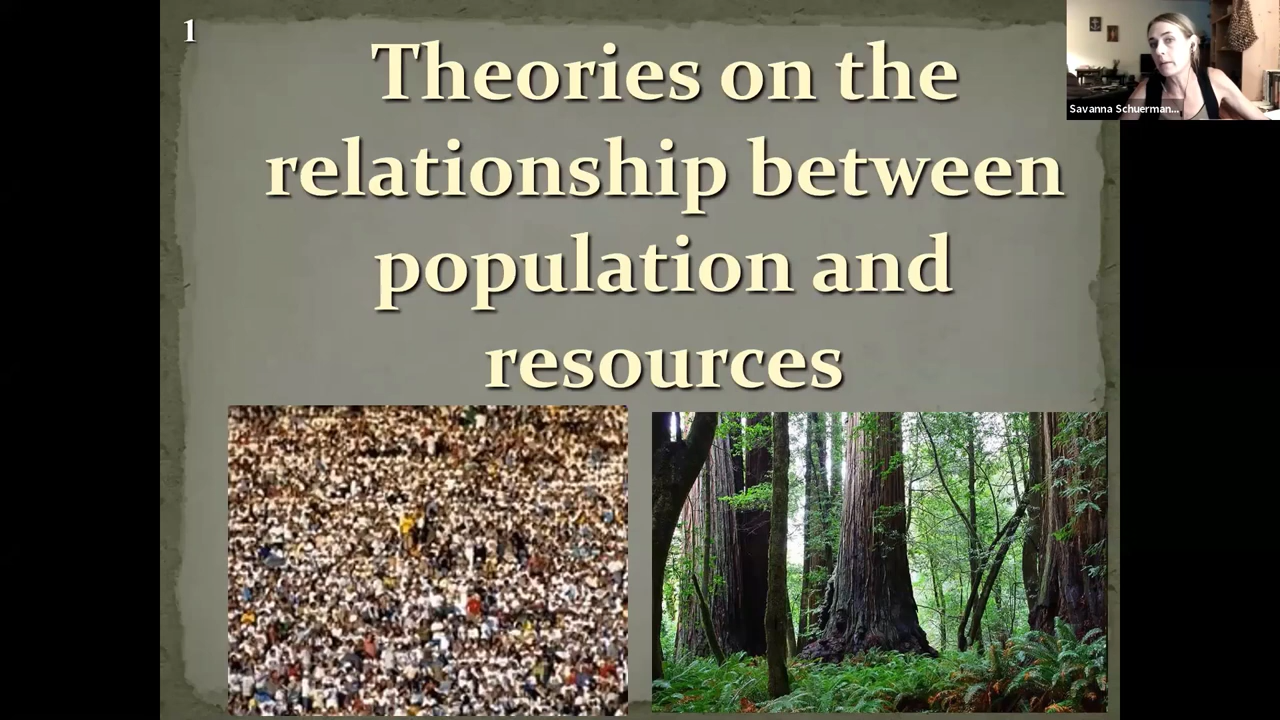 1
Theories on the
relationship between
population and
resources
Savanna Schuerman...